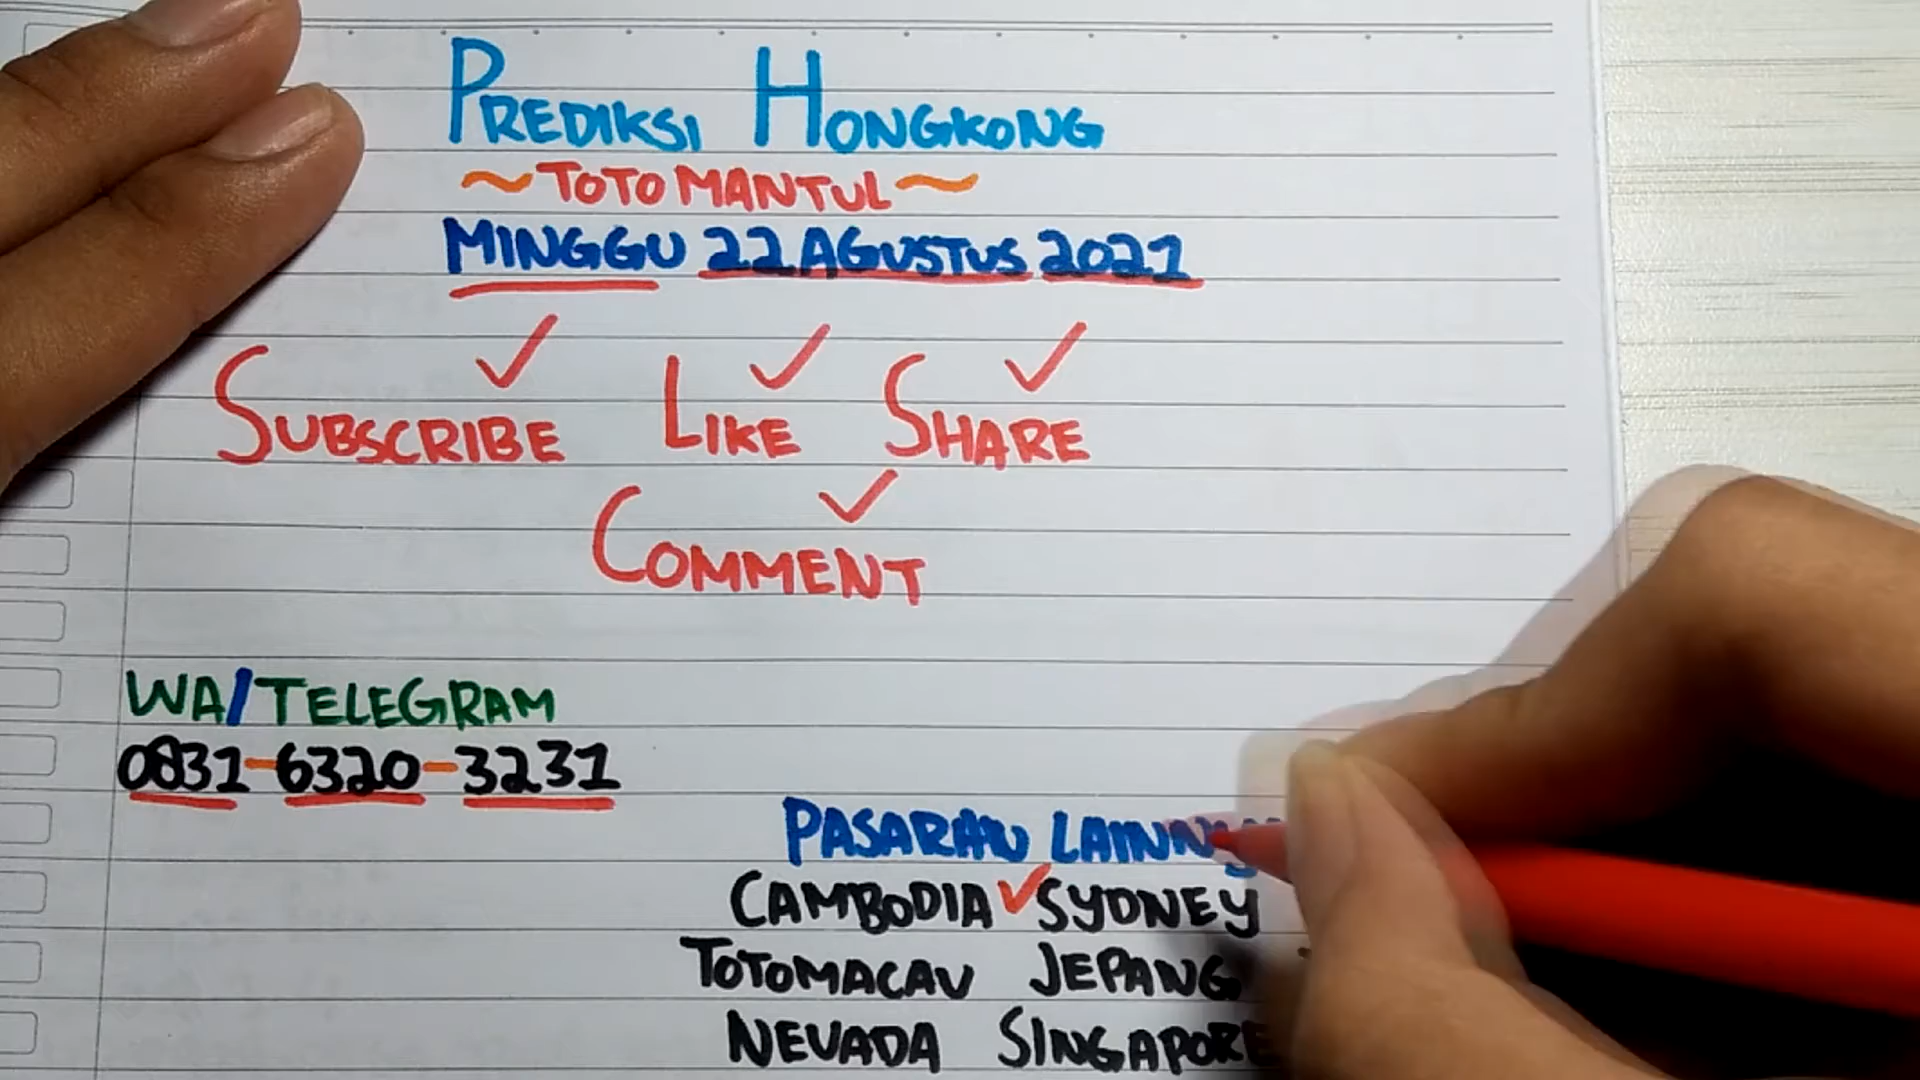 PREDIKSI HONGKONG
~TOTO MANTUL~
MINGGU 22 AGUSTUS 2021
SUBSCRIBE LIKE SHARE
COMMENT
WA/TELEGRAM
0831-6320-3231
PASARAN
CAMBODIA SYDNEY
TOTOMACAU JEPANG
NEVADA SINGAPORE